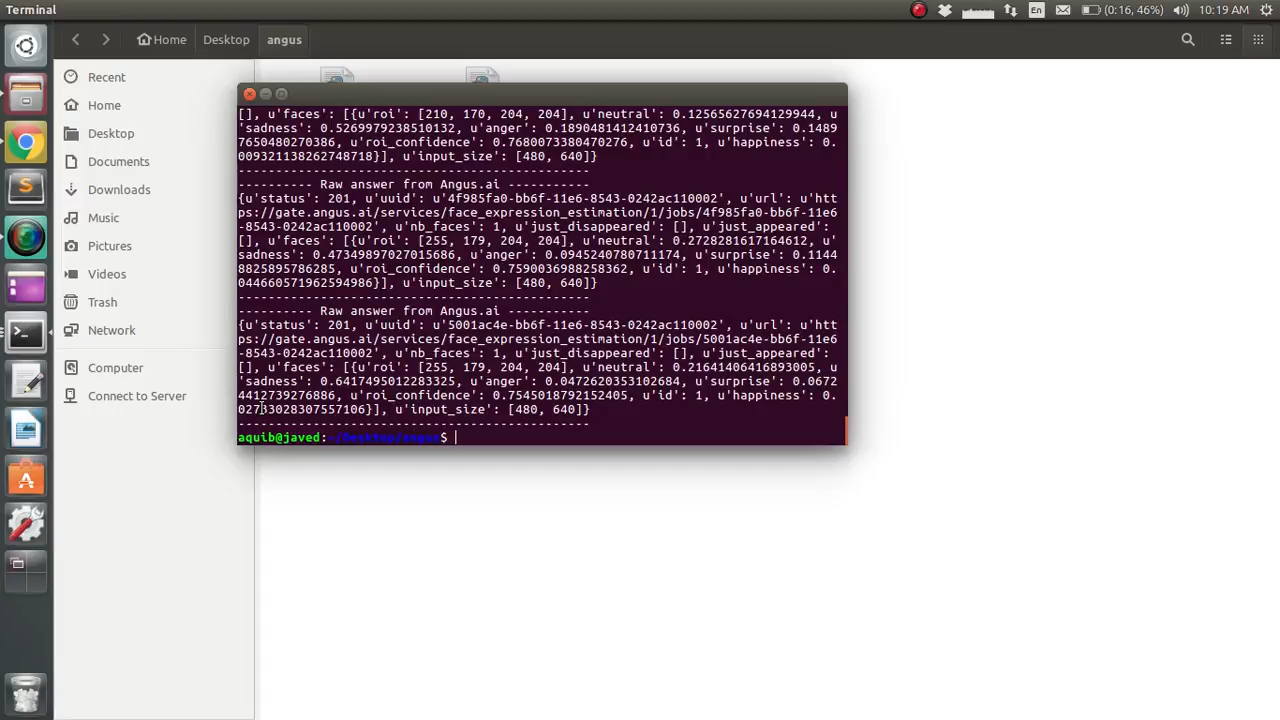 Terminal
En
(0:16, 46%)
10:19 AM
Home
Desktop
angus
Recent
Home
Desktop
Documents
Downloads
Music
Pictures
Videos
Trash
Network
Computer
Connect to Server
[], u'faces': [{u'roi': [210, 170, 204, 204], u'neutral': 0.12565627694129944, u
'sadness': 0.5269979238510132, u'anger': 0.1890481412410736, u'surprise': 0.1489
7650480270386, u'roi_confidence': 0.7680073380470276, u'id': 1, u'happiness': 0.
009321138262748718}], u'input_size': [480, 640]}
--------------------------------------------
---------- Raw answer from Angus.ai -----------
{u'status': 201, u'uuid': u'4f985fa0-bb6f-11e6-8543-0242ac110002', u'url': u'htt
ps://gate.angus.ai/services/face_expression_estimation/1/jobs/4f985fa0-bb6f-11e6
-8543-0242ac110002', u'nb_faces': 1, u'just_disappeared': [], u'just_appeared':
[], u'faces': [{u'roi': [255, 179, 204, 204], u'neutral': 0.2728281617164612, u'
sadness': 0.47349897027015686, u'anger': 0.0945240780711174, u'surprise': 0.1144
8825895786285, u'roi_confidence': 0.7590036988258362, u'id': 1, u'happiness': 0.
044660571962594986}], u'input_size': [480, 640]}
--------------------------------------------
---------- Raw answer from Angus.ai -----------
{u'status': 201, u'uuid': u'5001ac4e-bb6f-11e6-8543-0242ac110002', u'url': u'htt
ps://gate.angus.ai/services/face_expression_estimation/1/jobs/5001ac4e-bb6f-11e6
-8543-0242ac110002', u'nb_faces': 1, u'just_disappeared': [], u'just_appeared':
[], u'faces': [{u'roi': [255, 179, 204, 204], u'neutral': 0.21641406416893005, u
'sadness': 0.6417495012283325, u'anger': 0.0472620353102684, u'surprise': 0.0672
4412739276886, u'roi_confidence': 0.7545018792152405, u'id': 1, u'happiness': 0.
02733028307557106}], u'input_size': [480, 640]}
--------------------------------------------
aquib@javed:~/Desktop/angus$